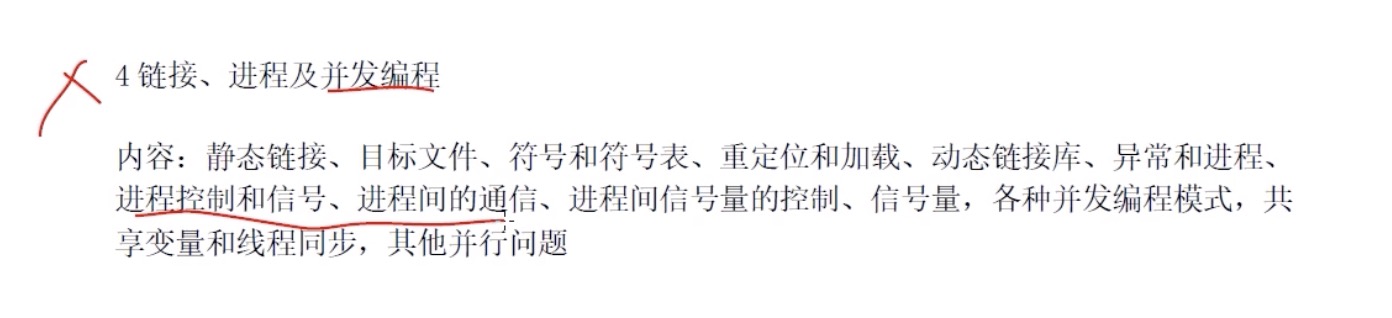 4 链接、进程及并发编程
内容：静态链接、目标文件、符号和符号表、重定位和加载、动态链接库、异常和进程、
进程控制和信号、进程间的通信、进程间信号量的控制、信号量，各种并发编程模式，共
享变量和线程同步，其他并行问题